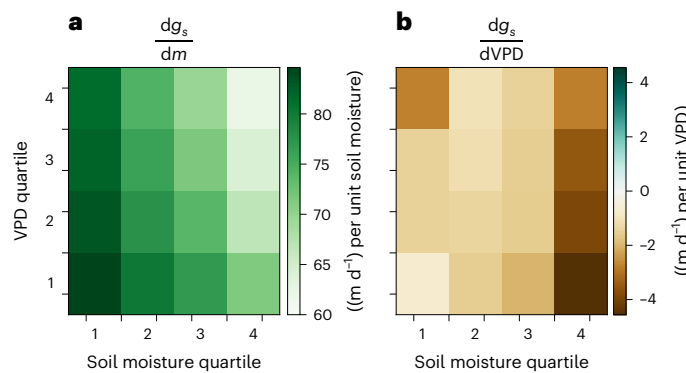 a
dgₛ
dm
VPD quartile
4
3
2
1
1 2 3 4
Soil moisture quartile
80
75
70
65
60
((m d⁻¹) per unit soil moisture)
b
dgₛ
dVPD
1 2 3 4
Soil moisture quartile
4
2
0
−2
−4
((m d⁻¹) per unit VPD)